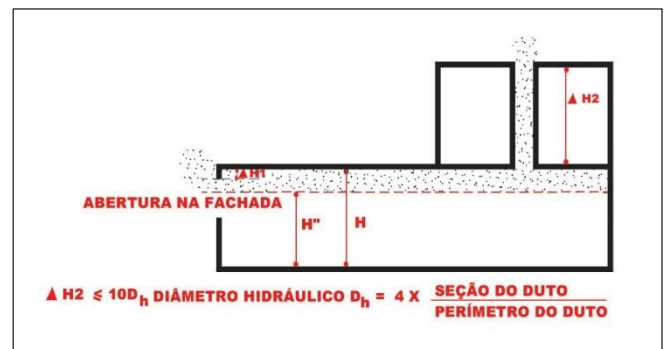 ▲ H2
▲ H1
ABERTURA NA FACHADA
H" H
▲ H2 ≤ 10Dh DIÂMETRO HIDRÁULICO Dh = 4 X SEÇÃO DO DUTO
PERÍMETRO DO DUTO